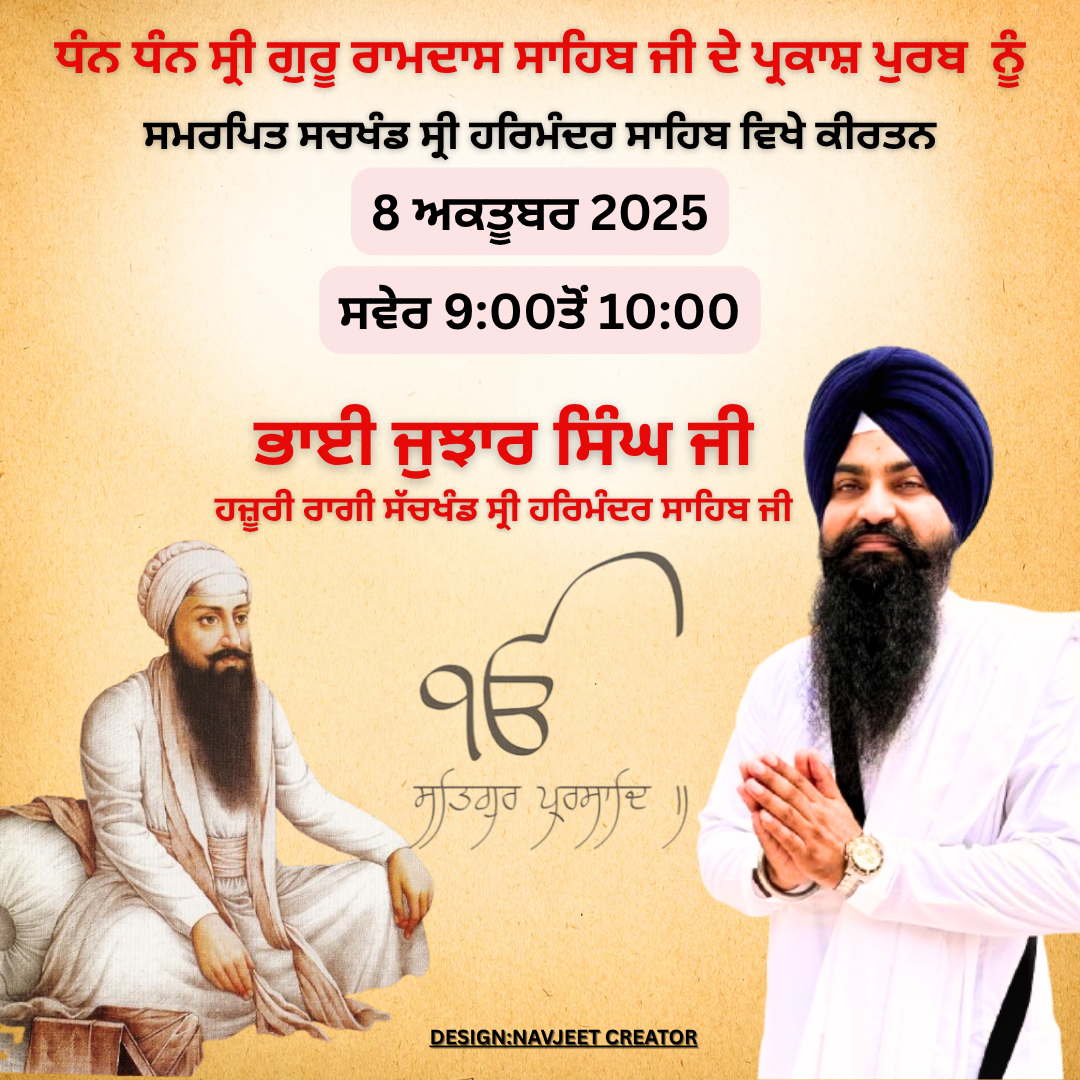 ਧੰਨ ਧੰਨ ਸ੍ਰੀ ਗੁਰੂ ਰਾਮਦਾਸ ਸਾਹਿਬ ਜੀ ਦੇ ਪ੍ਰਕਾਸ਼ ਪੁਰਬ ਨੂੰ
ਸਮਰਪਿਤ ਸਚਖੰਡ ਸ੍ਰੀ ਹਰਿਮੰਦਰ ਸਾਹਿਬ ਵਿਖੇ ਕੀਰਤਨ
8 ਅਕਤੂਬਰ 2025
ਸਵੇਰ 9:00ਤੋਂ 10:00
ਭਾਈ ਜੁਝਾਰ ਸਿੰਘ ਜੀ
ਹਜ਼ੂਰੀ ਰਾਗੀ ਸੱਚਖੰਡ ਸ੍ਰੀ ਹਰਿਮੰਦਰ ਸਾਹਿਬ ਜੀ
ੴ
ਸਤਿਗੁਰ ਪ੍ਰਸਾਦਿ ॥
DESIGN:NAVJEET CREATOR